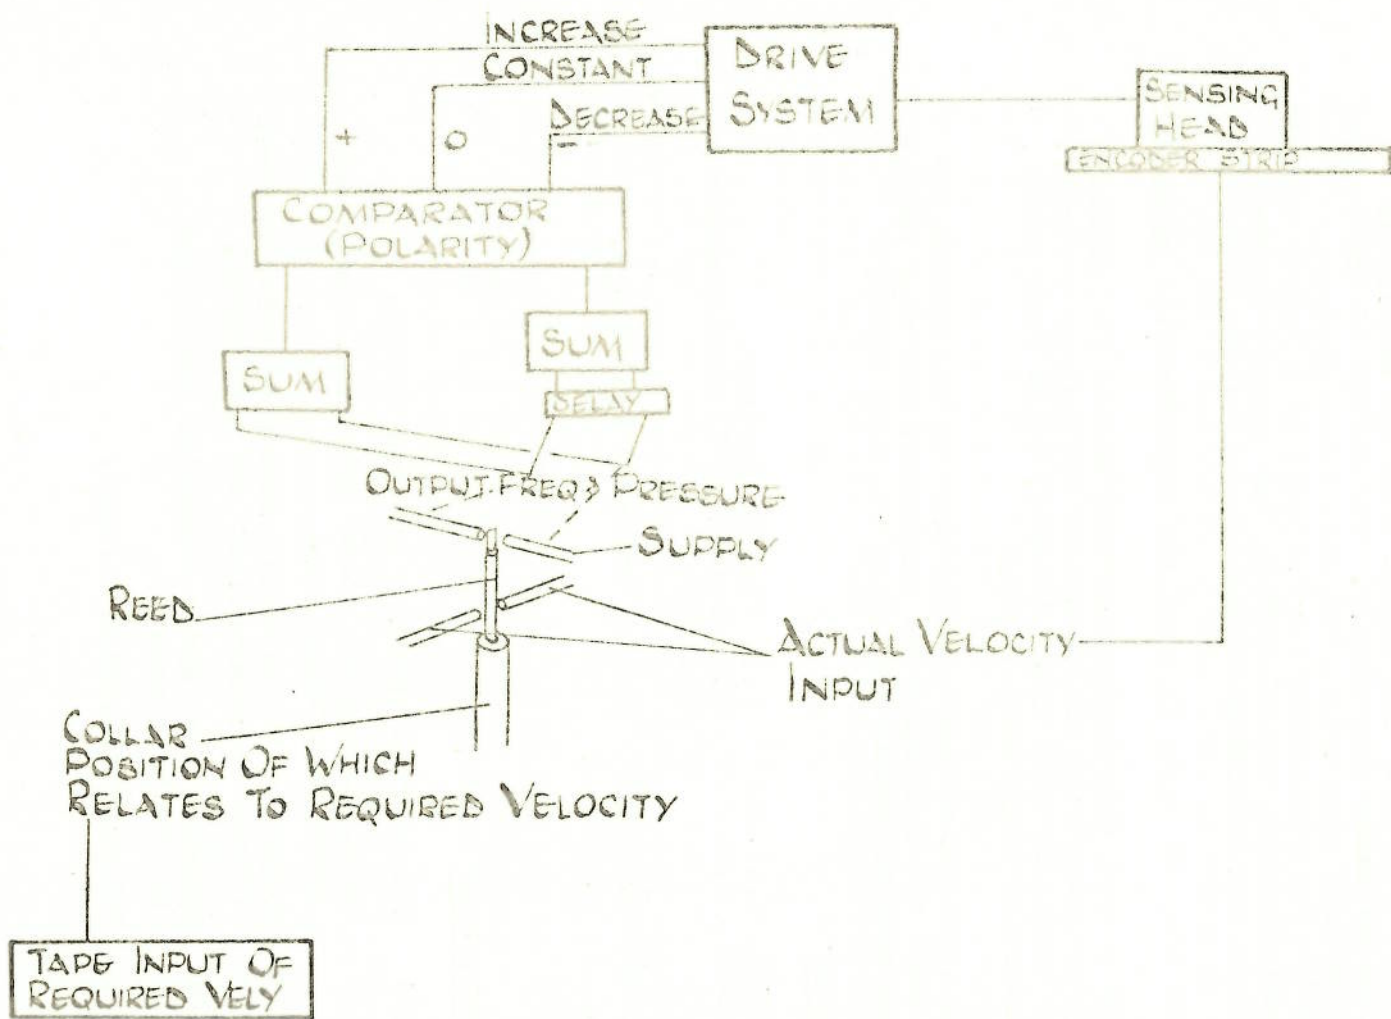 INCREASE
CONSTANT
DECREASE
+
O
-
DRIVE
SYSTEM
SENSING
HEAD
ENCODER STRIP
COMPARATOR
(POLARITY)
SUM
SUM
DELAY
OUTPUT-FREQ & PRESSURE
SUPPLY
REED
ACTUAL VELOCITY
INPUT
COLLAR
POSITION OF WHICH
RELATES TO REQUIRED VELOCITY
TAPE INPUT OF
REQUIRED VELY